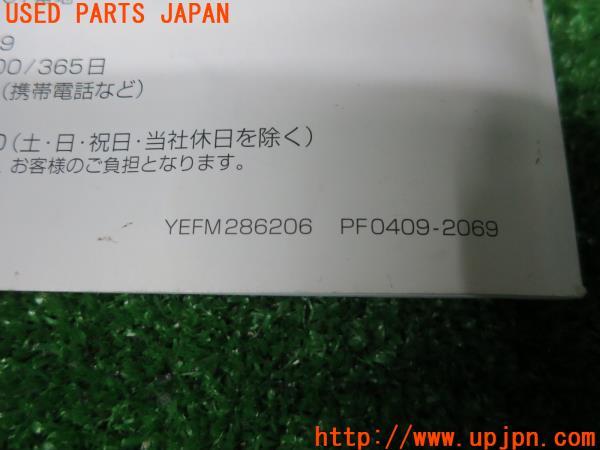 USED PARTS JAPAN
9
00/365日
(携帯電話など)
0(土・日・祝日・当社休日を除く)
お客様のご負担となります。
YEFM286206 PF0409-2069
http://www.upjpn.com